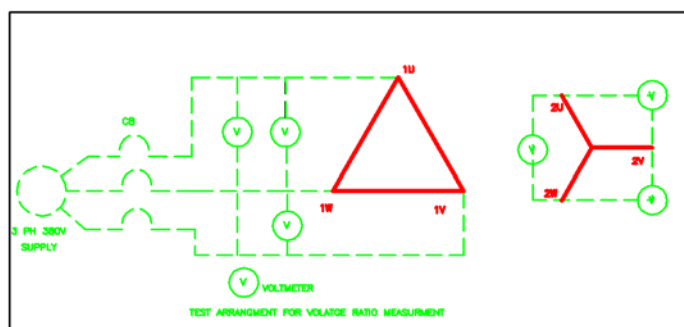 1U
CB
V
V
V
2U
V
V
2V
1W
1V
2W
V
3 PH 380V
SUPPLY
V
V VOLTMETER
TEST ARRANGMENT FOR VOLATGE RATIO MEASURMENT